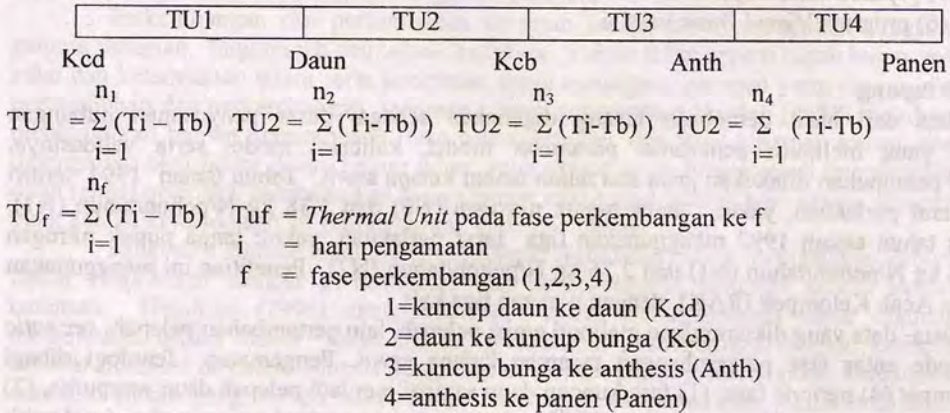 TU1 TU2 TU3 TU4
Kcd Daun Kcb Anth Panen
n1 n2 n3 n4
TU1 = Σ (Ti – Tb) TU2 = Σ (Ti-Tb) ) TU2 = Σ (Ti-Tb) ) TU2 = Σ (Ti-Tb)
i=1 i=1 i=1 i=1
nf
TUf = Σ (Ti – Tb) Tuf = Thermal Unit pada fase perkembangan ke f
i=1 i = hari pengamatan
f = fase perkembangan (1,2,3,4)
1=kuncup daun ke daun (Kcd)
2=daun ke kuncup bunga (Kcb)
3=kuncup bunga ke anthesis (Anth)
4=anthesis ke panen (Panen)